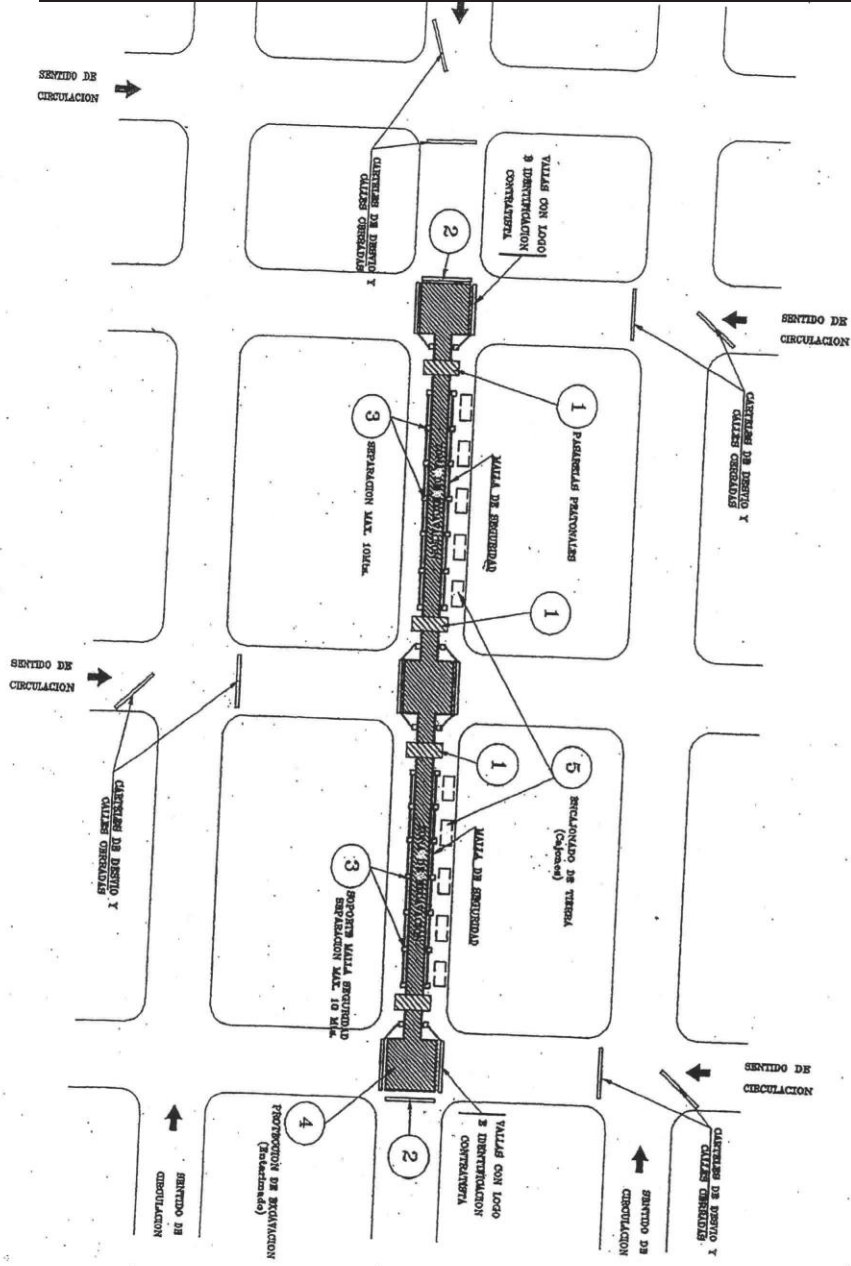 SENTIDO DE
CIRCULACION
CARTELES DE DESVIO Y
CALLES CERRADAS
VALLAS CON LOGO
E IDENTIFICACION
CONTRATISTA
2
SENTIDO DE
CIRCULACION
CARTELES DE DESVIO Y
CALLES CERRADAS
1
PASARELAS PEATONALES
3
SEPARACION MAX. 10Mts.
MALLA DE SEGURIDAD
1
SENTIDO DE
CIRCULACION
CARTELES DE DESVIO Y
CALLES CERRADAS
1
5
ENCAJONADO DE TIERRA
(Cajones)
MALLA DE SEGURIDAD
3
SOPORTE MALLA SEGURIDAD
SEPARACION MAX. 10 Mts.
SENTIDO DE
CIRCULACION
4
PROTECCION DE EXCAVACION
(Entarimado)
2
VALLAS CON LOGO
E IDENTIFICACION
CONTRATISTA
CARTELES DE DESVIO Y
CALLES CERRADAS
SENTIDO DE
CIRCULACION
SENTIDO DE
CIRCULACION